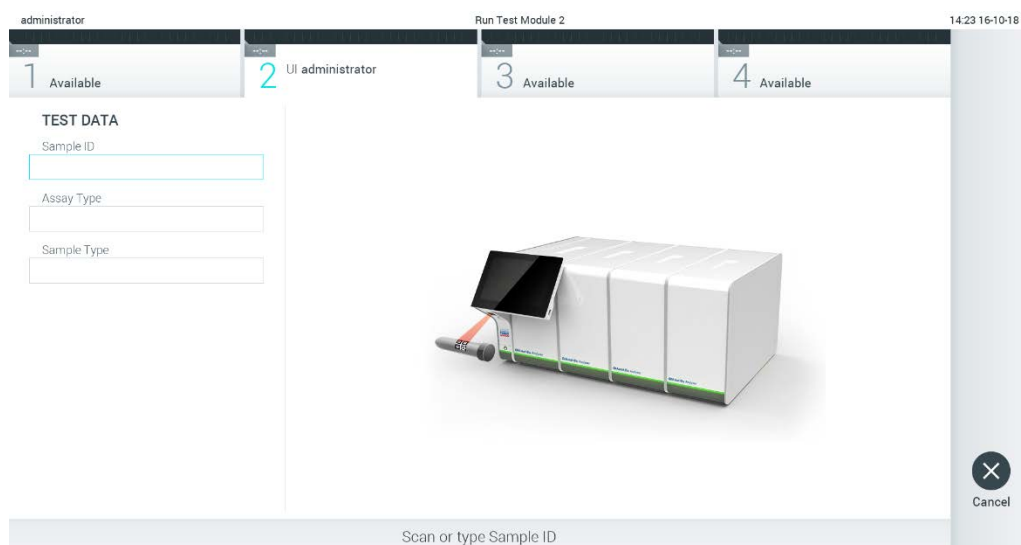 administrator
Run Test Module 2
14:23 16-10-18
--:--
--:--
--:--
--:--
1 Available
2 UI administrator
3 Available
4 Available
TEST DATA
Sample ID
Assay Type
Sample Type
Cancel
Scan or type Sample ID